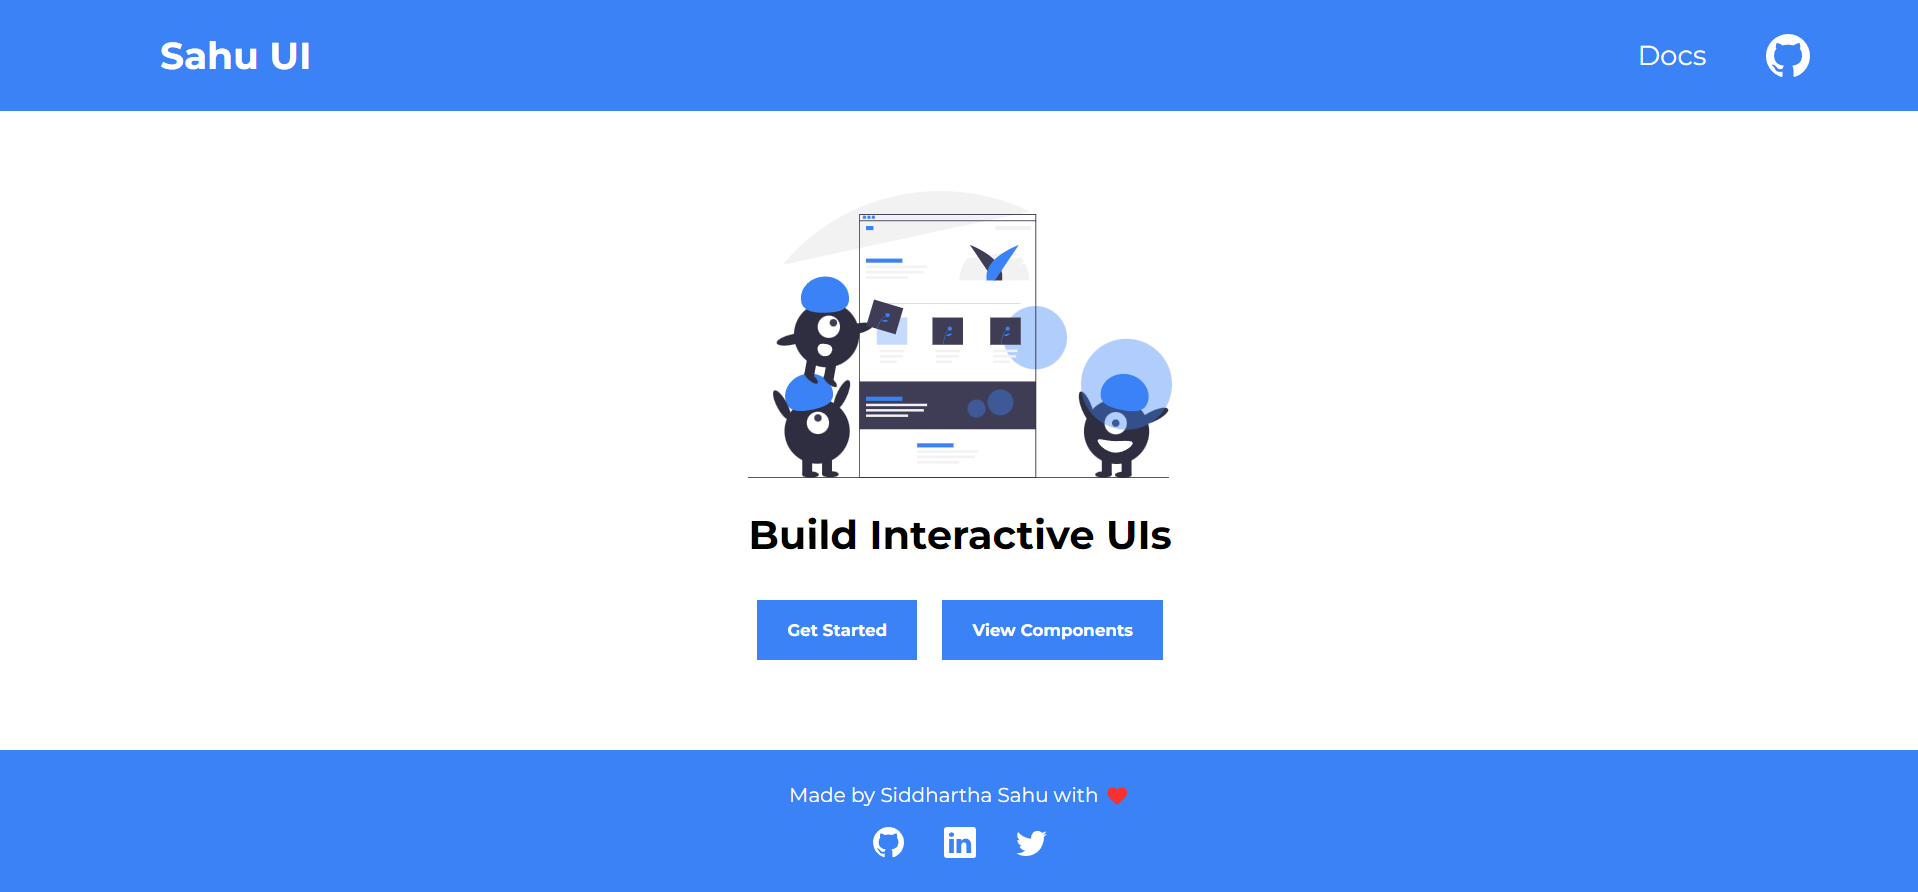 Sahu UI
Docs
Build Interactive UIs
Get Started
View Components
Made by Siddhartha Sahu with